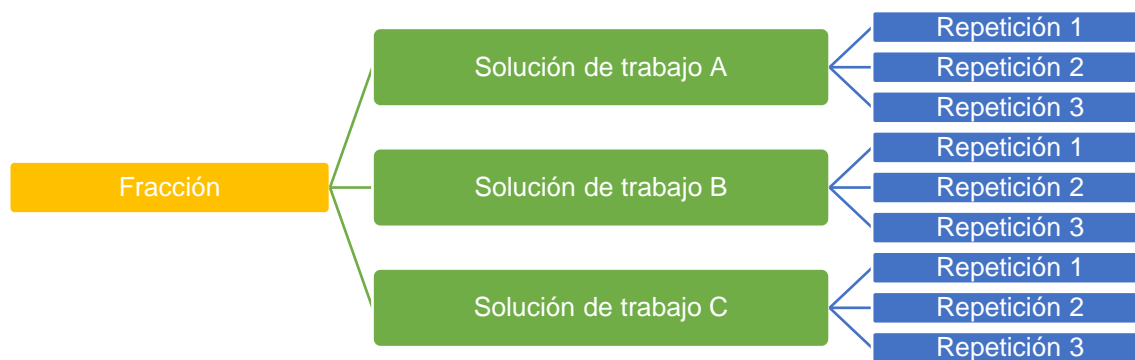 Fracción
Solución de trabajo A
Repetición 1
Repetición 2
Repetición 3
Solución de trabajo B
Repetición 1
Repetición 2
Repetición 3
Solución de trabajo C
Repetición 1
Repetición 2
Repetición 3